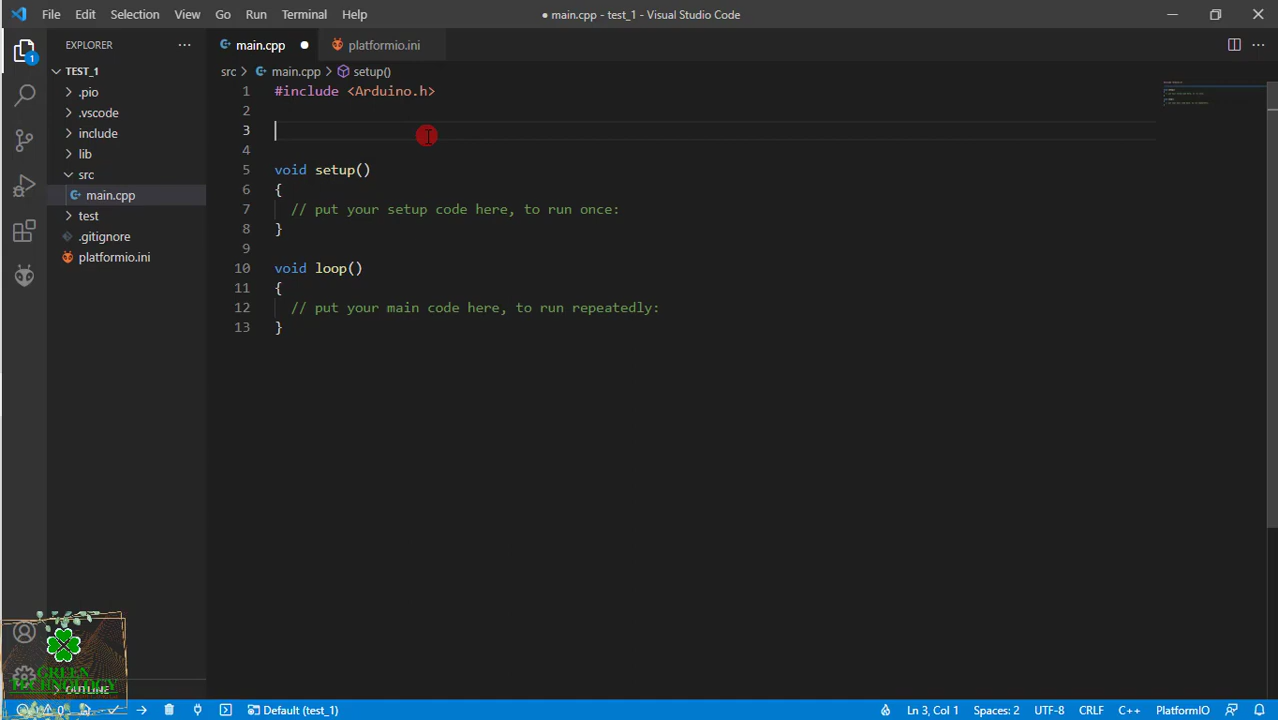 File Edit Selection View Go Run Terminal Help
● main.cpp - test_1 - Visual Studio Code
EXPLORER
main.cpp
platformio.ini
TEST_1
src > main.cpp > setup()
.pio
.vscode
include
lib
src
main.cpp
test
.gitignore
platformio.ini
1 #include <Arduino.h>
2
3
4
5 void setup()
6 {
7 // put your setup code here, to run once:
8 }
9
10 void loop()
11 {
12 // put your main code here, to run repeatedly:
13 }
1
GREEN
TECHNOLOGY
OUTLINE
Default (test_1)
Ln 3, Col 1
Spaces: 2
UTF-8
CRLF
C++
PlatformIO